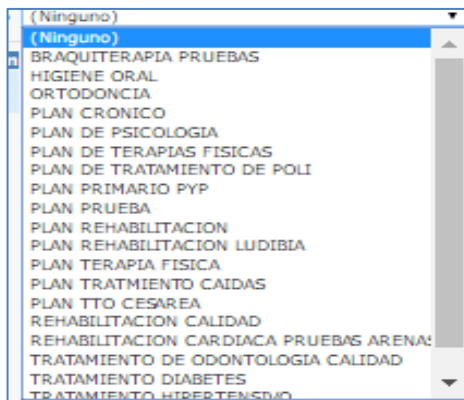 (Ninguno)
(Ninguno)
BRAQUITERAPIA PRUEBAS
HIGIENE ORAL
ORTODONCIA
PLAN CRONICO
PLAN DE PSICOLOGIA
PLAN DE TERAPIAS FISICAS
PLAN DE TRATAMIENTO DE POLI
PLAN PRIMARIO PYP
PLAN PRUEBA
PLAN REHABILITACION
PLAN REHABILITACION LUDIBIA
PLAN TERAPIA FISICA
PLAN TRATMIENTO CAIDAS
PLAN TTO CESAREA
REHABILITACION CALIDAD
REHABILITACION CARDIACA PRUEBAS ARENAS
TRATAMIENTO DE ODONTOLOGIA CALIDAD
TRATAMIENTO DIABETES
TRATAMIENTO HIPERTENSIVO